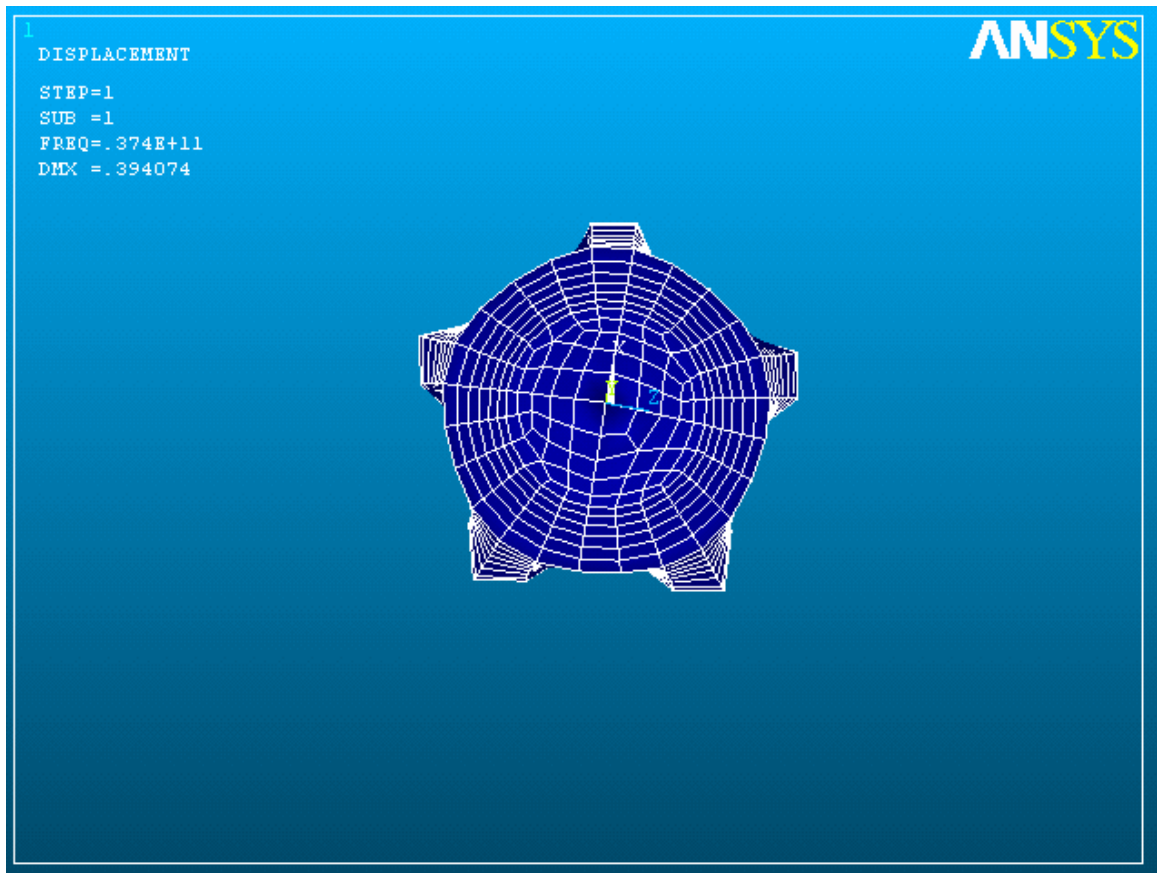 1
DISPLACEMENT
STEP=1
SUB =1
FREQ=.374E+11
DMX =.394074
ANSYS
Y
Z